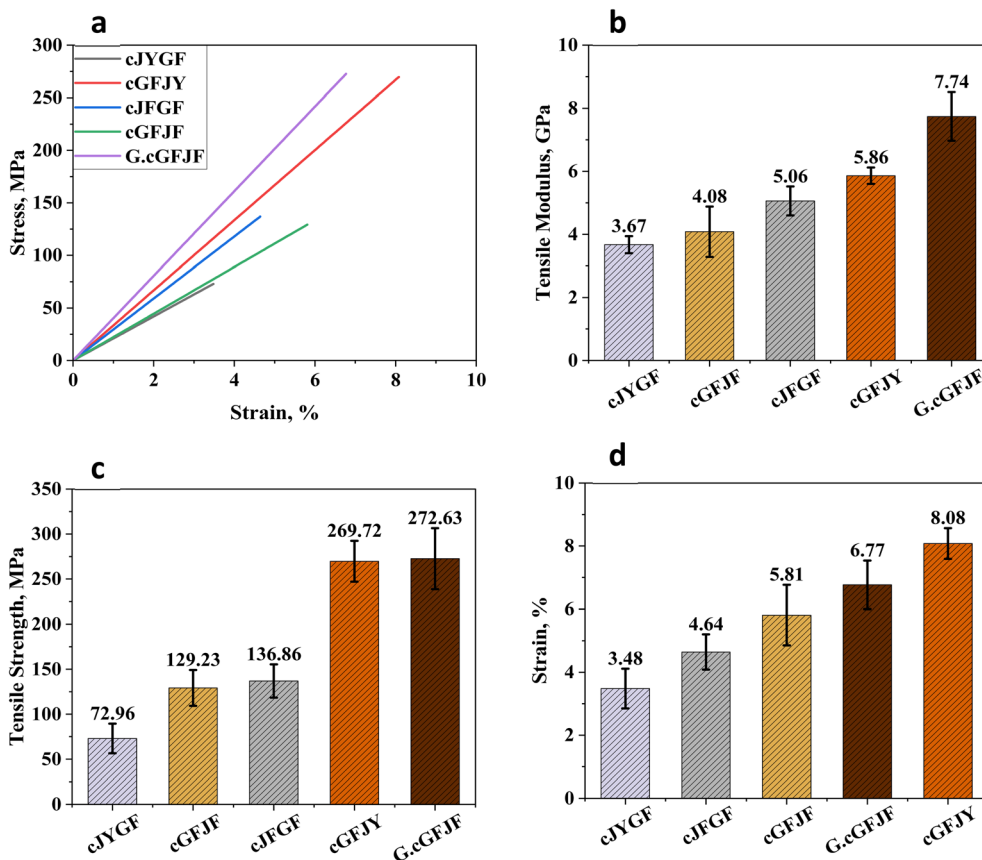 a
Stress, MPa
300
250
200
150
100
50
0
cJYGF
cGFJY
cJFGF
cGFJF
G.cGFJF
0 2 4 6 8 10
Strain, %
b
Tensile Modulus, GPa
10
8
6
4
2
0
3.67
4.08
5.06
5.86
7.74
cJYGF cGFJF cJFGF cGFJY G.cGFJF
c
Tensile Strength, MPa
350
300
250
200
150
100
50
0
72.96
129.23
136.86
269.72
272.63
cJYGF cGFJF cJFGF cGFJY G.cGFJF
d
Strain, %
10
8
6
4
2
0
3.48
4.64
5.81
6.77
8.08
cJYGF cJFGF cGFJF G.cGFJF cGFJY